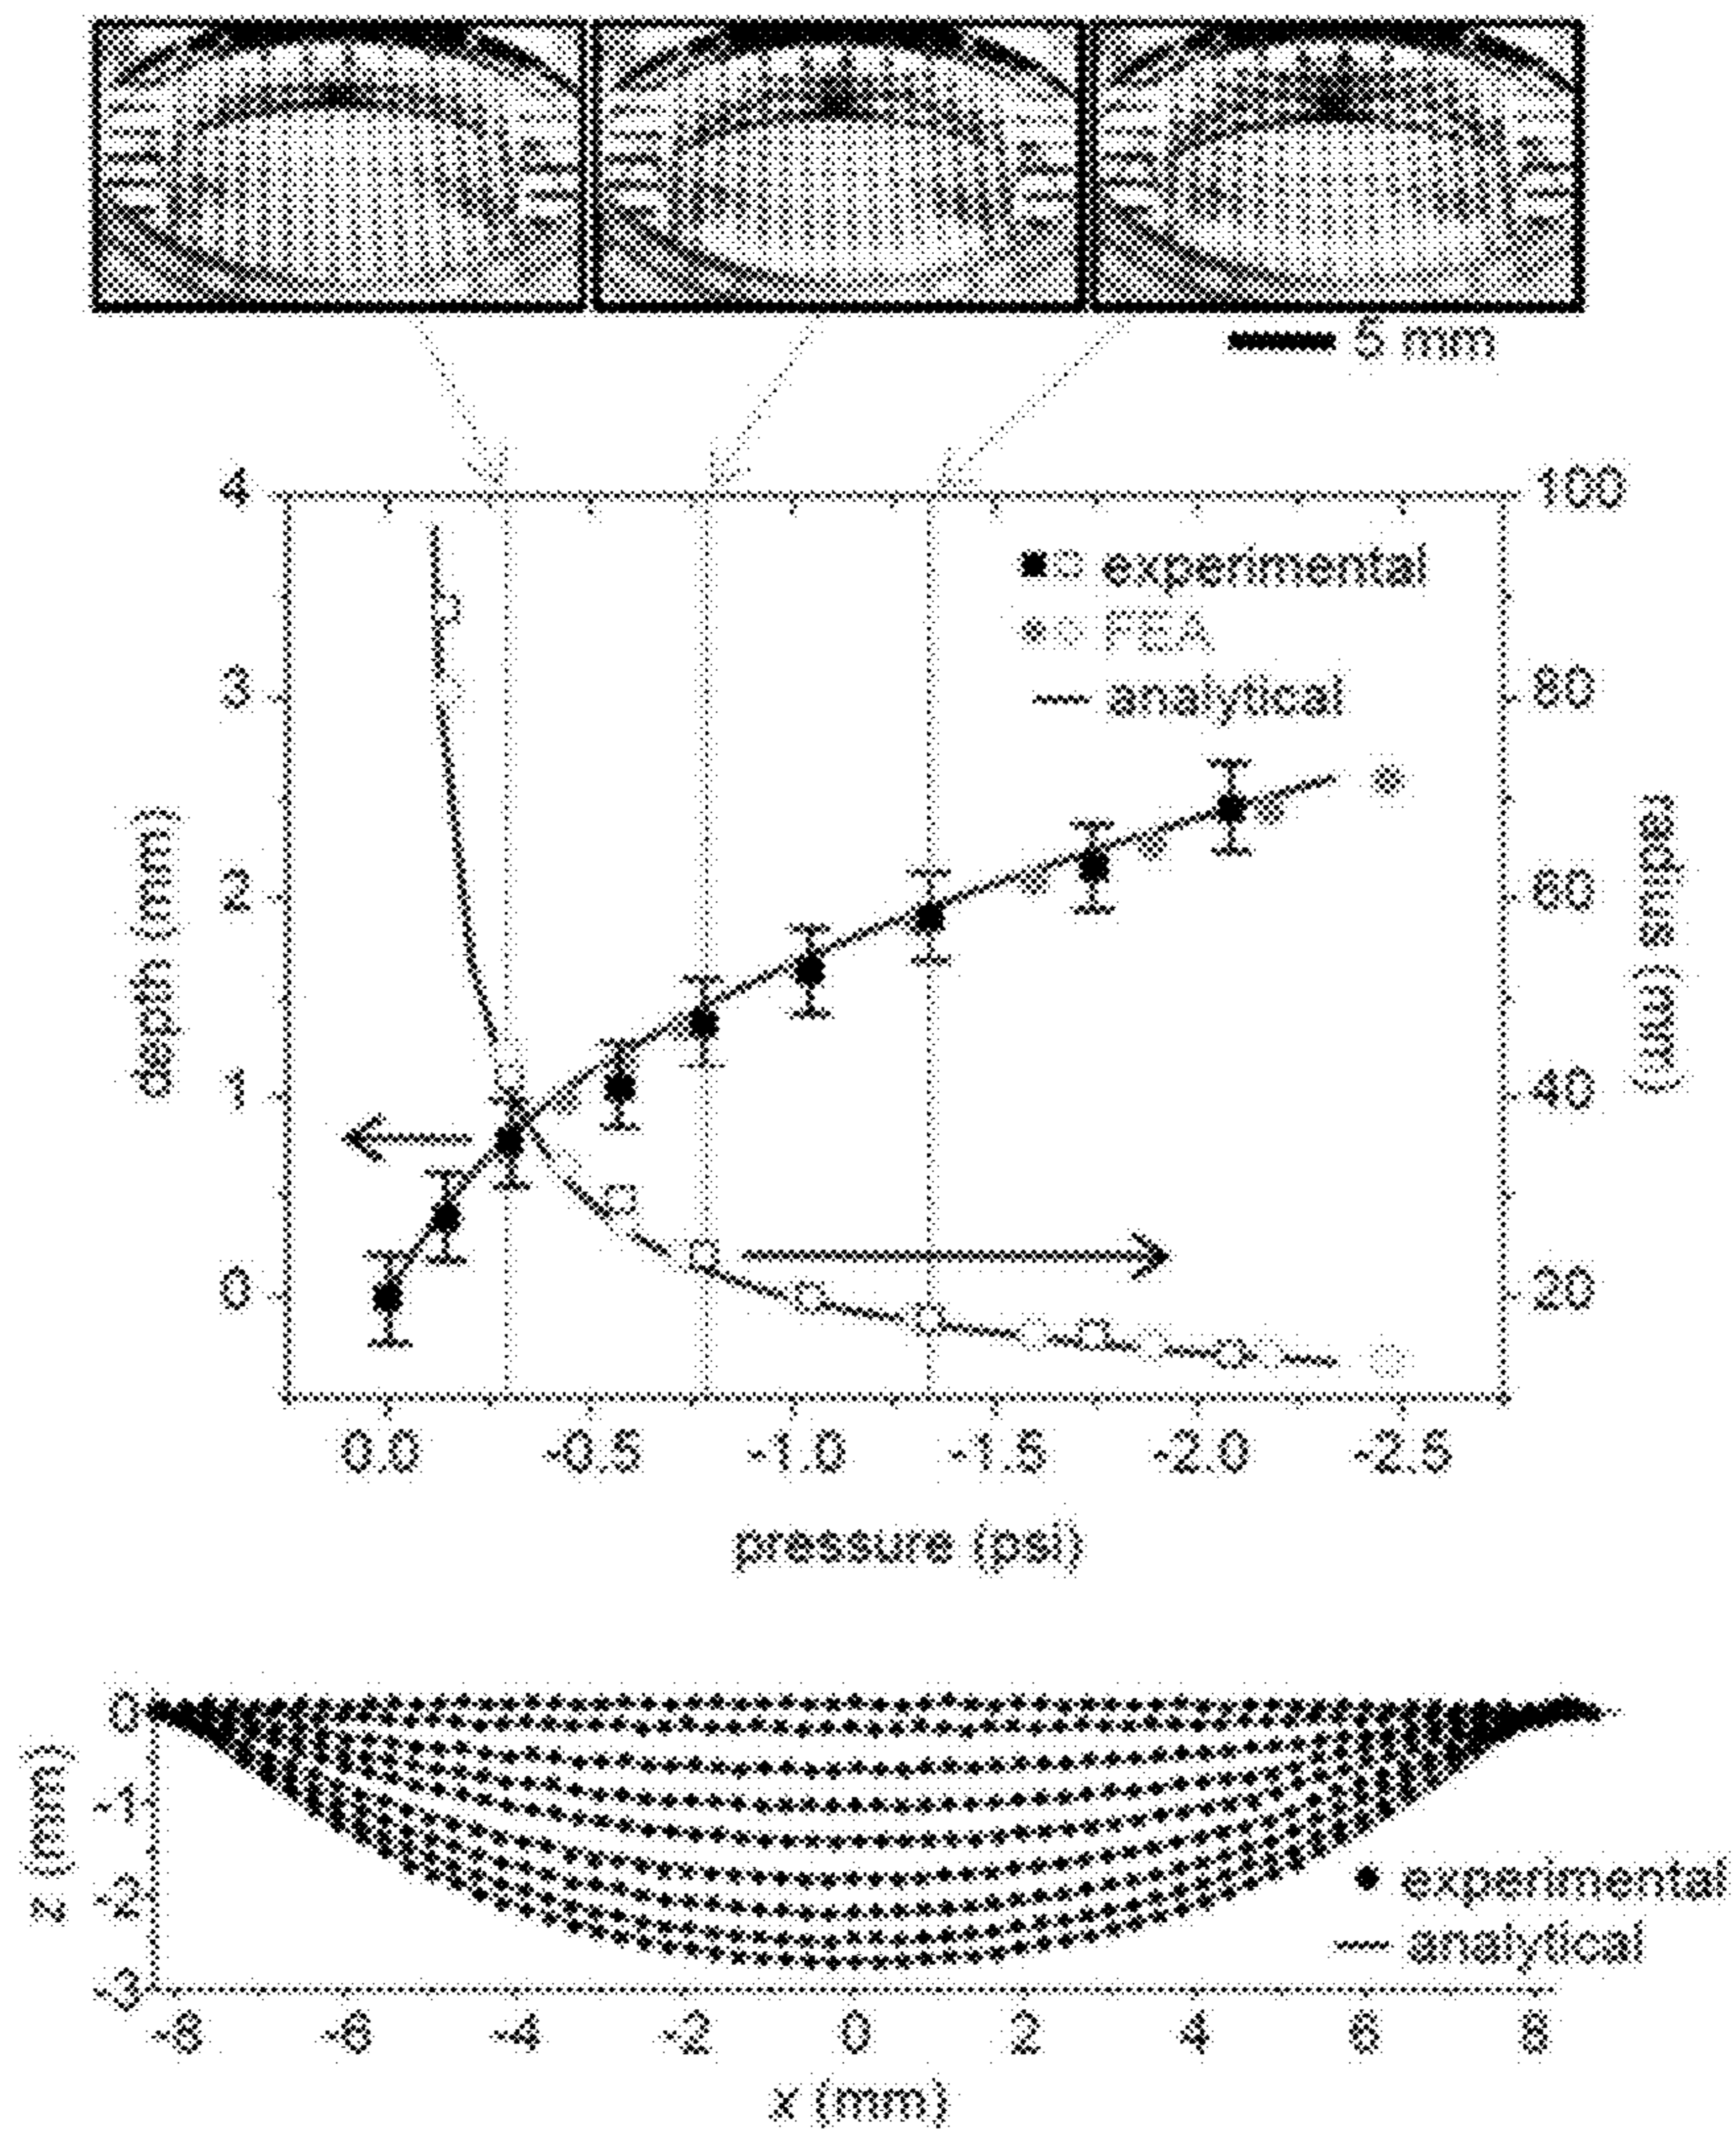 5 mm
4
3
2
1
0
depth (mm)
100
80
60
40
20
radius (mm)
experimental
FEA
analytical
0.0 -0.5 -1.0 -1.5 -2.0 -2.5
pressure (psi)
0
-1
-2
-3
z (mm)
experimental
analytical
-8 -6 -4 -2 0 2 4 6 8
x (mm)